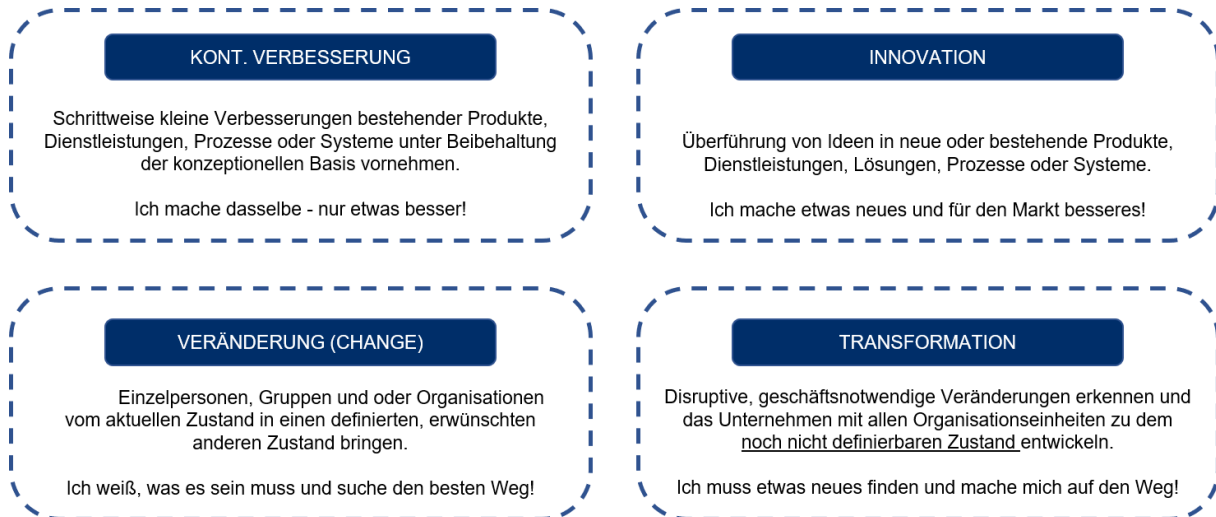 KONT. VERBESSERUNG
Schrittweise kleine Verbesserungen bestehender Produkte,
Dienstleistungen, Prozesse oder Systeme unter Beibehaltung
der konzeptionellen Basis vornehmen.
Ich mache dasselbe - nur etwas besser!
INNOVATION
Überführung von Ideen in neue oder bestehende Produkte,
Dienstleistungen, Lösungen, Prozesse oder Systeme.
Ich mache etwas neues und für den Markt besseres!
VERÄNDERUNG (CHANGE)
Einzelpersonen, Gruppen und oder Organisationen
vom aktuellen Zustand in einen definierten, erwünschten
anderen Zustand bringen.
Ich weiß, was es sein muss und suche den besten Weg!
TRANSFORMATION
Disruptive, geschäftsnotwendige Veränderungen erkennen und
das Unternehmen mit allen Organisationseinheiten zu dem
noch nicht definierbaren Zustand entwickeln.
Ich muss etwas neues finden und mache mich auf den Weg!